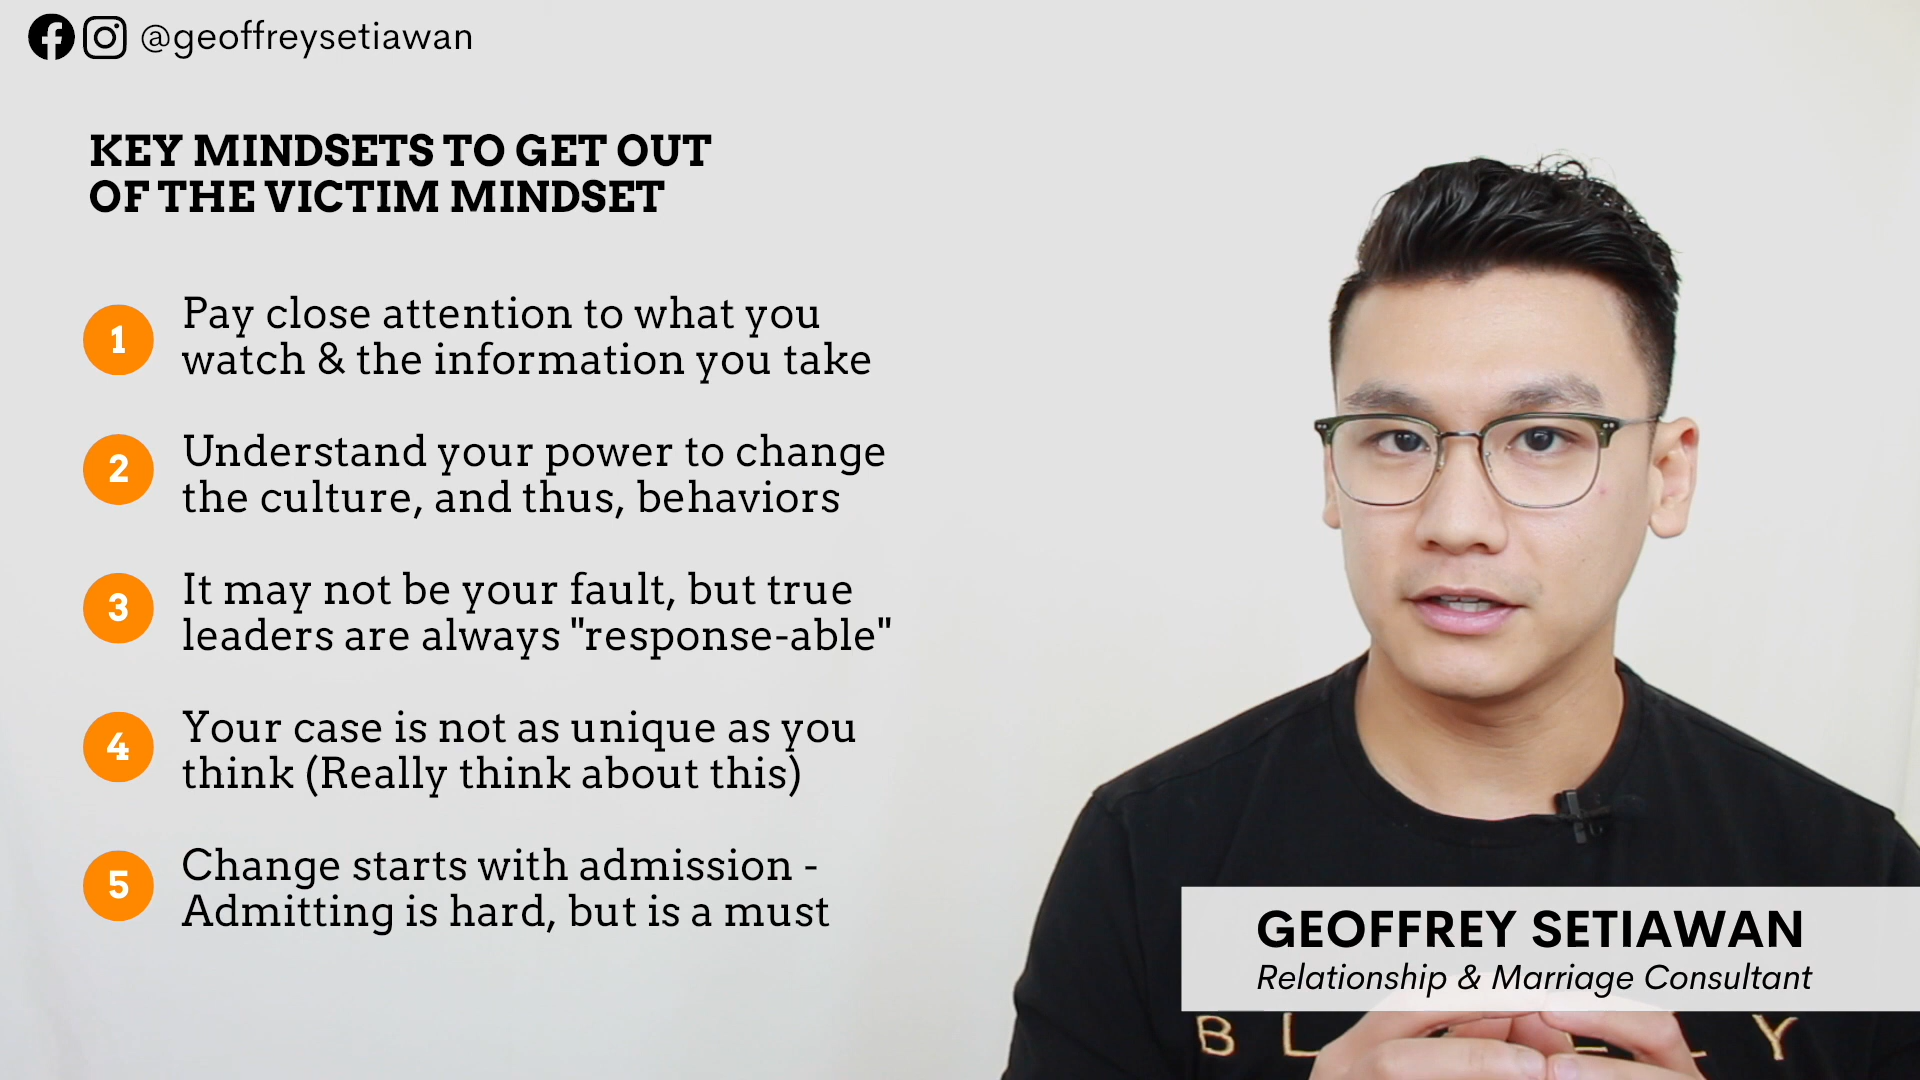 @geoffreysetiawan
KEY MINDSETS TO GET OUT
OF THE VICTIM MINDSET
1
Pay close attention to what you
watch & the information you take
2
Understand your power to change
the culture, and thus, behaviors
3
It may not be your fault, but true
leaders are always "response-able"
4
Your case is not as unique as you
think (Really think about this)
5
Change starts with admission -
Admitting is hard, but is a must
GEOFFREY SETIAWAN
Relationship & Marriage Consultant